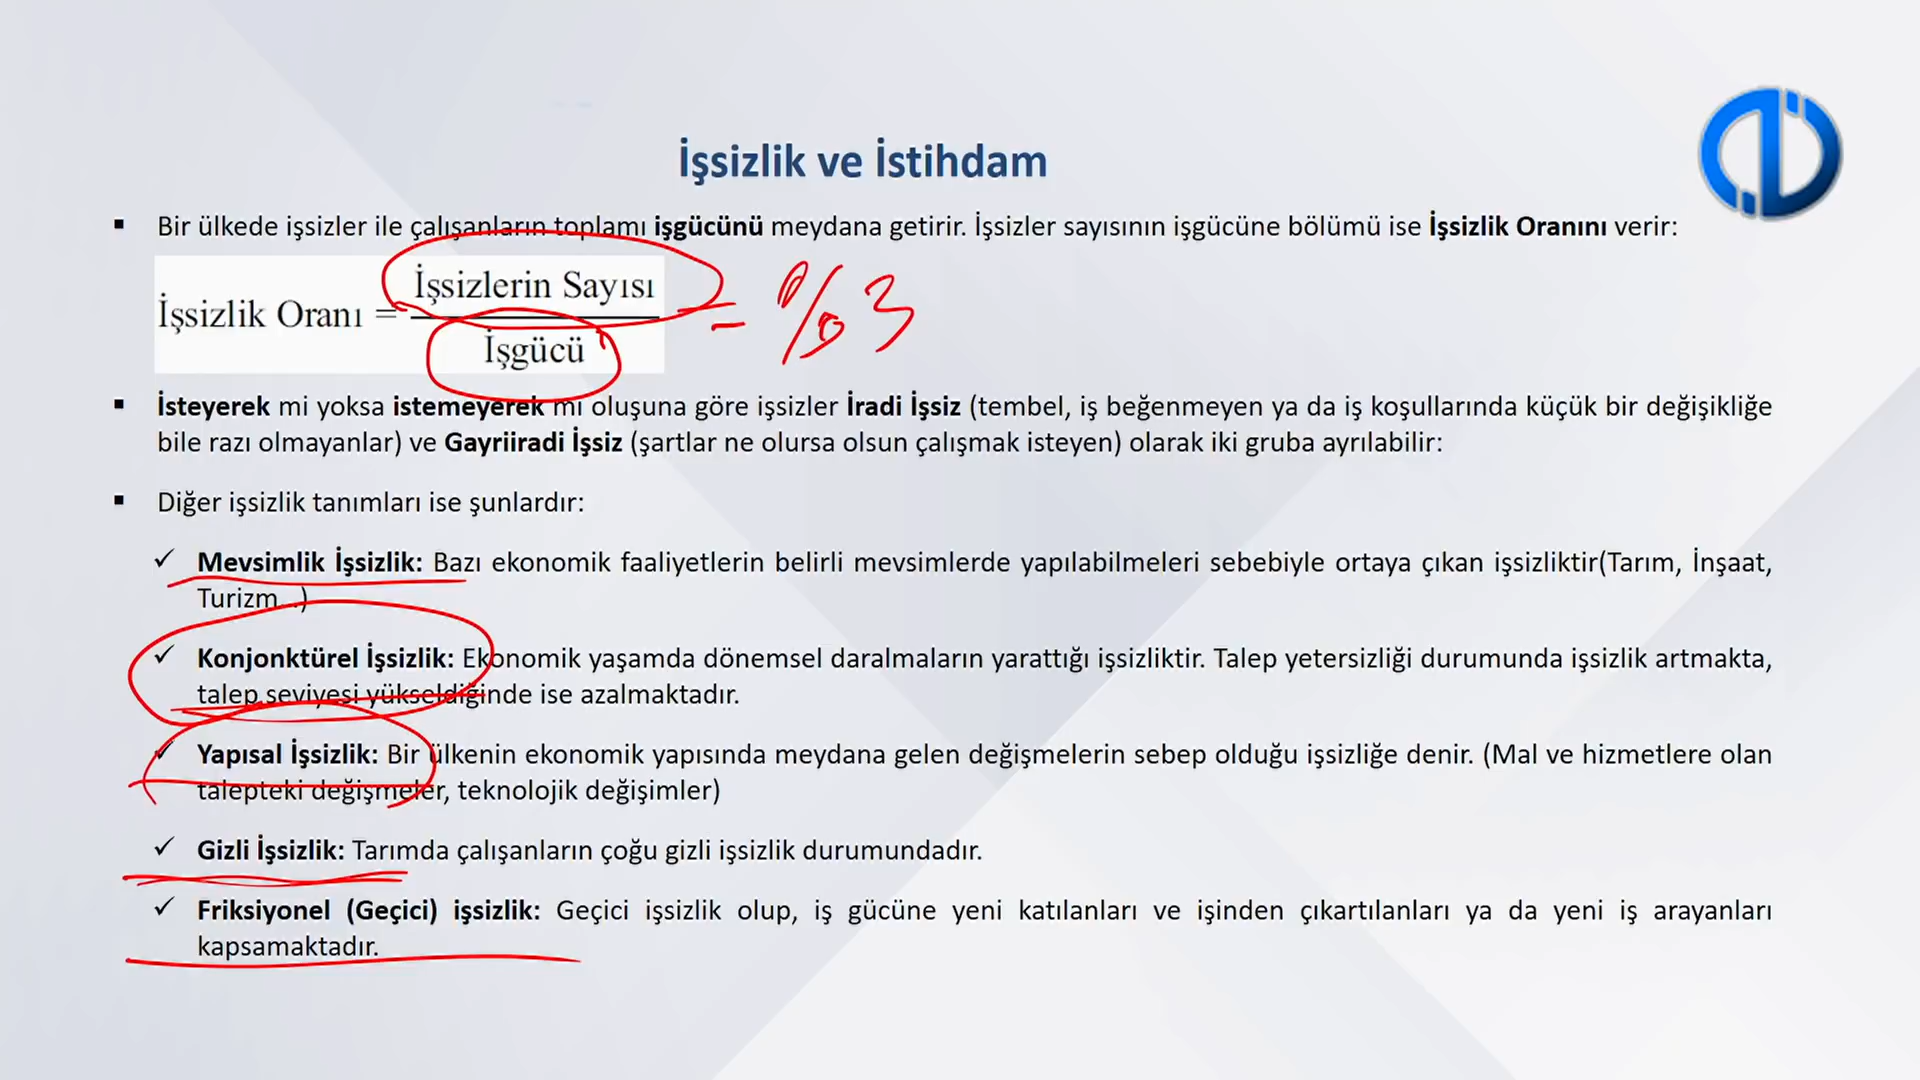 İşsizlik ve İstihdam
▪ Bir ülkede işsizler ile çalışanların toplamı işgücünü meydana getirir. İşsizler sayısının işgücüne bölümü ise İşsizlik Oranını verir:
İşsizlik Oranı = İşsizlerin Sayısı = %3
İşgücü
▪ İsteyerek mi yoksa istemeyerek mi oluşuna göre işsizler İradi İşsiz (tembel, iş beğenmeyen ya da iş koşullarında küçük bir değişikliğe
bile razı olmayanlar) ve Gayriiradi İşsiz (şartlar ne olursa olsun çalışmak isteyen) olarak iki gruba ayrılabilir:
▪ Diğer işsizlik tanımları ise şunlardır:
✓ Mevsimlik İşsizlik: Bazı ekonomik faaliyetlerin belirli mevsimlerde yapılabilmeleri sebebiyle ortaya çıkan işsizliktir(Tarım, İnşaat,
Turizm...)
✓ Konjonktürel İşsizlik: Ekonomik yaşamda dönemsel daralmaların yarattığı işsizliktir. Talep yetersizliği durumunda işsizlik artmakta,
talep seviyesi yükseldiğinde ise azalmaktadır.
✓ Yapısal İşsizlik: Bir ülkenin ekonomik yapısında meydana gelen değişmelerin sebep olduğu işsizliğe denir. (Mal ve hizmetlere olan
talepteki değişmeler, teknolojik değişimler)
✓ Gizli İşsizlik: Tarımda çalışanların çoğu gizli işsizlik durumundadır.
✓ Friksiyonel (Geçici) işsizlik: Geçici işsizlik olup, iş gücüne yeni katılanları ve işinden çıkartılanları ya da yeni iş arayanları
kapsamaktadır.